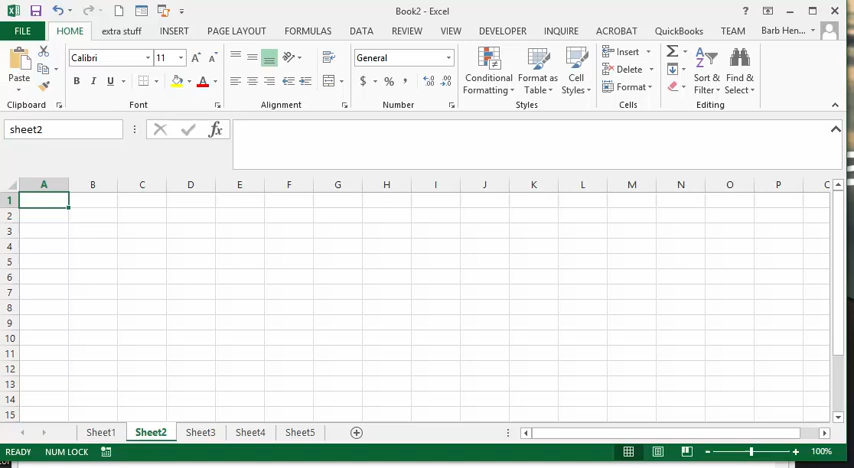 Book2 - Excel
FILE HOME extra stuff INSERT PAGE LAYOUT FORMULAS DATA REVIEW VIEW DEVELOPER INQUIRE ACROBAT QuickBooks TEAM Barb Hen...
Calibri 11 General
Paste
B I U A $ % ,
Conditional Formatting
Format as Table
Cell Styles
Insert
Delete
Format
Sort & Filter
Find & Select
Clipboard Font Alignment Number Styles Cells Editing
sheet2 fx
A B C D E F G H I J K L M N O P
1
2
3
4
5
6
7
8
9
10
11
12
13
14
15
Sheet1 Sheet2 Sheet3 Sheet4 Sheet5
READY NUM LOCK 100%